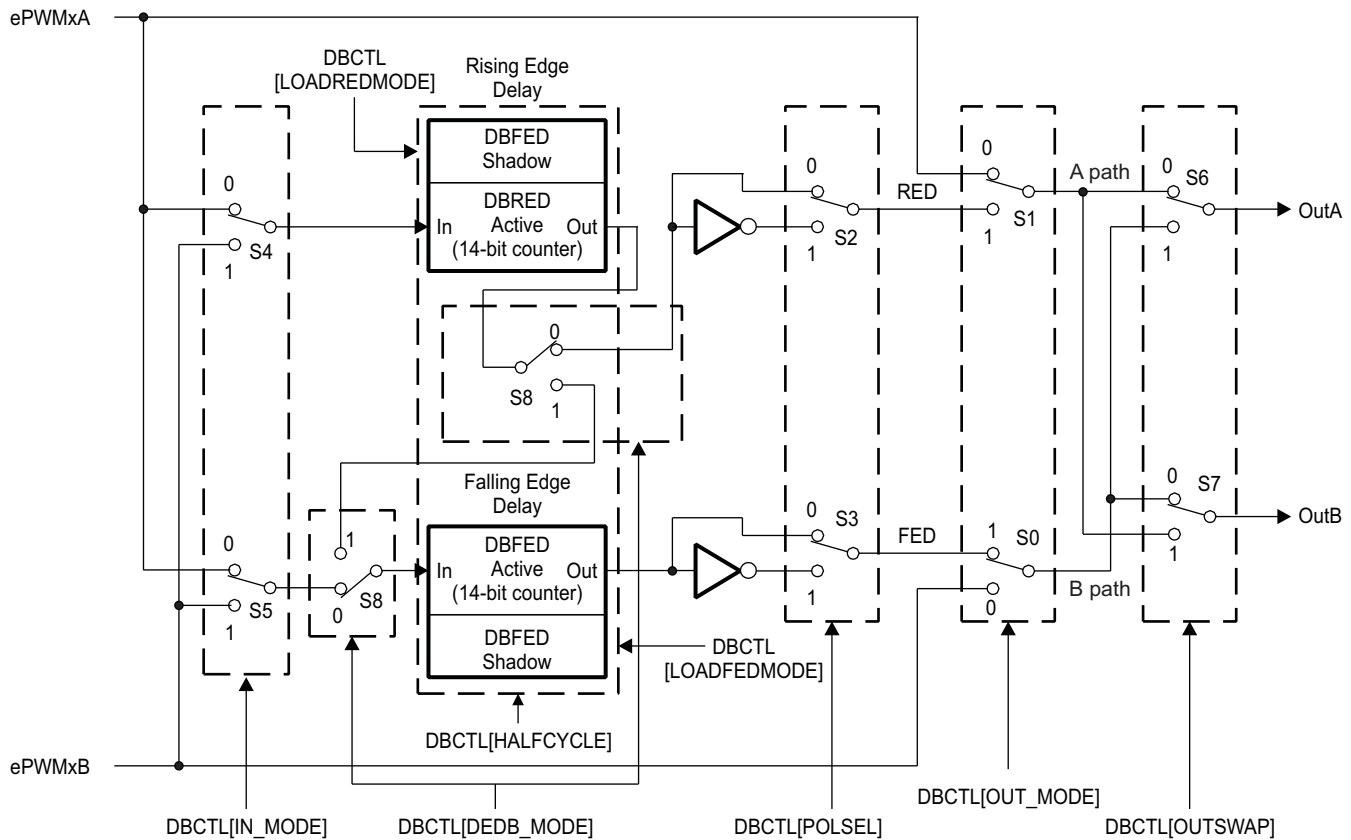 ePWMxA
DBCTL
[LOADREDMODE]
Rising Edge
Delay
DBFED
Shadow
DBRED
In Active Out
(14-bit counter)
0
S4
1
0
S8
1
0
S2
1
RED
0
S1
1
A path
0
S6
1
OutA
Falling Edge
Delay
0
S5
1
1
S8
0
DBFED
In Active Out
(14-bit counter)
DBFED
Shadow
0
S3
1
FED
1
S0
0
B path
0
S7
1
OutB
DBCTL
[LOADFEDMODE]
DBCTL[HALFCYCLE]
ePWMxB
DBCTL[IN_MODE]
DBCTL[DEDB_MODE]
DBCTL[POLSEL]
DBCTL[OUT_MODE]
DBCTL[OUTSWAP]